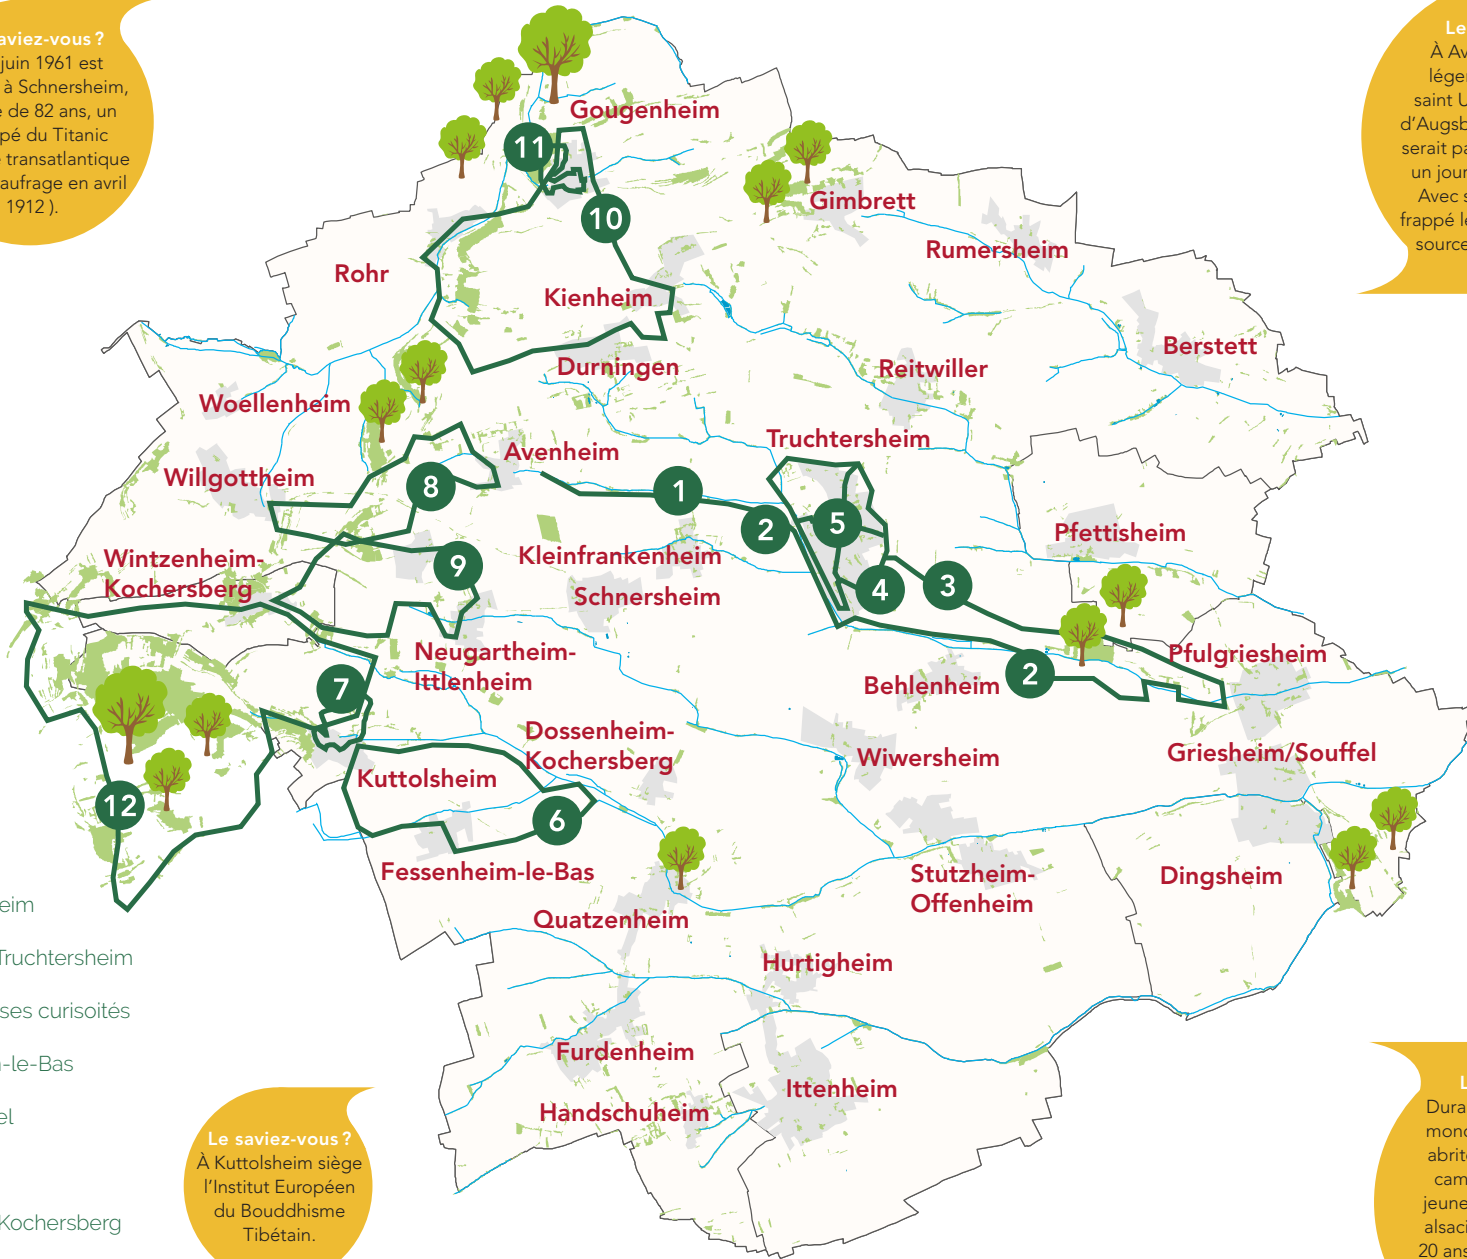 aviez-vous ?
juin 1961 est
à Schnersheim,
de 82 ans, un
pé du Titanic
transatlantique
aufrage en avril
1912 ).
Le
À Av
léger
saint U
d’Augsb
serait pa
un jour
Avec s
frappé le
source
Gougenheim
11
10
Gimbrett
Rumersheim
Rohr
Kienheim
Berstett
Durningen
Reitwiller
Woellenheim
Truchtersheim
Avenheim
Willgottheim
8
1
2
5
Pfettisheim
Kleinfrankenheim
Wintzenheim-
Kochersberg
9
4
3
Schnersheim
Neugartheim-
Ittlenheim
Pfulgriesheim
7
Behlenheim
2
Dossenheim-
Kochersberg
Wiwersheim
Griesheim/Souffel
Kuttolsheim
12
6
Fessenheim-le-Bas
Stutzheim-
Offenheim
Dingsheim
Quatzenheim
Hurtigheim
Furdenheim
Ittenheim
Handschuheim
eim
Truchtersheim
ses curisoités
-le-Bas
el
Kochersberg
Le saviez-vous ?
À Kuttolsheim siège
l’Institut Européen
du Bouddhisme
Tibétain.
L
Dura
mond
abrite
cam
jeune
alsaci
20 ans